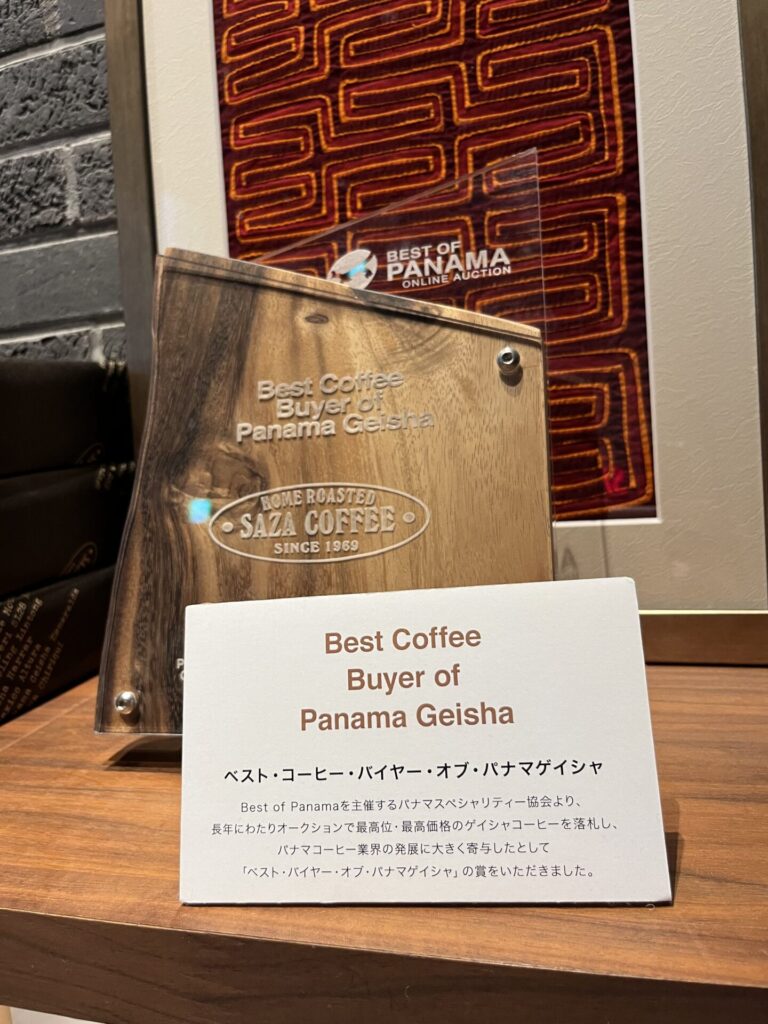 BEST OF
PANAMA
ONLINE AUCTION
Best Coffee
Buyer of
Panama Geisha
HOME ROASTED
SAZA COFFEE
SINCE 1969
Best Coffee
Buyer of
Panama Geisha
ベスト・コーヒー・バイヤー・オブ・パナマゲイシャ
Best of Panamaを主催するパナマスペシャリティー協会より、
長年にわたりオークションで最高位・最高価格のゲイシャコーヒーを落札し、
パナマコーヒー業界の発展に大きく寄与したとして
「ベスト・バイヤー・オブ・パナマゲイシャ」の賞をいただきました。